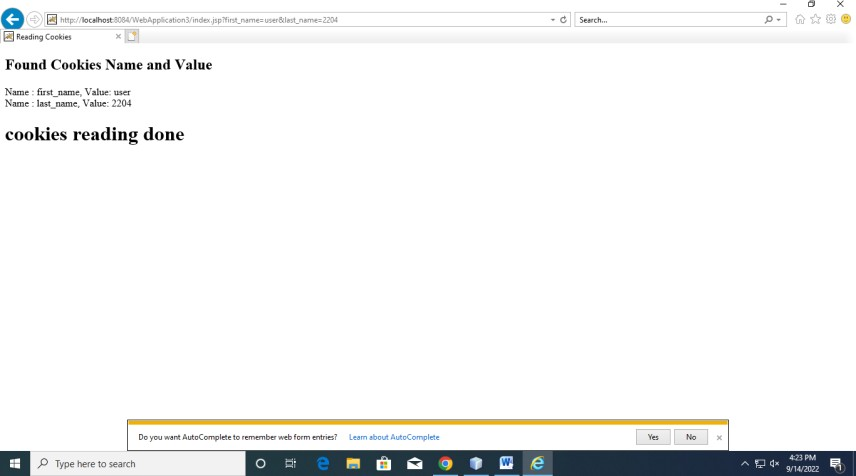 http://localhost:8084/WebApplication3/index.jsp?first_name=user&last_name=2204
Search...
Reading Cookies
Found Cookies Name and Value
Name : first_name, Value: user
Name : last_name, Value: 2204
cookies reading done
Do you want AutoComplete to remember web form entries? Learn about AutoComplete Yes No
Type here to search
4:23 PM
9/14/2022